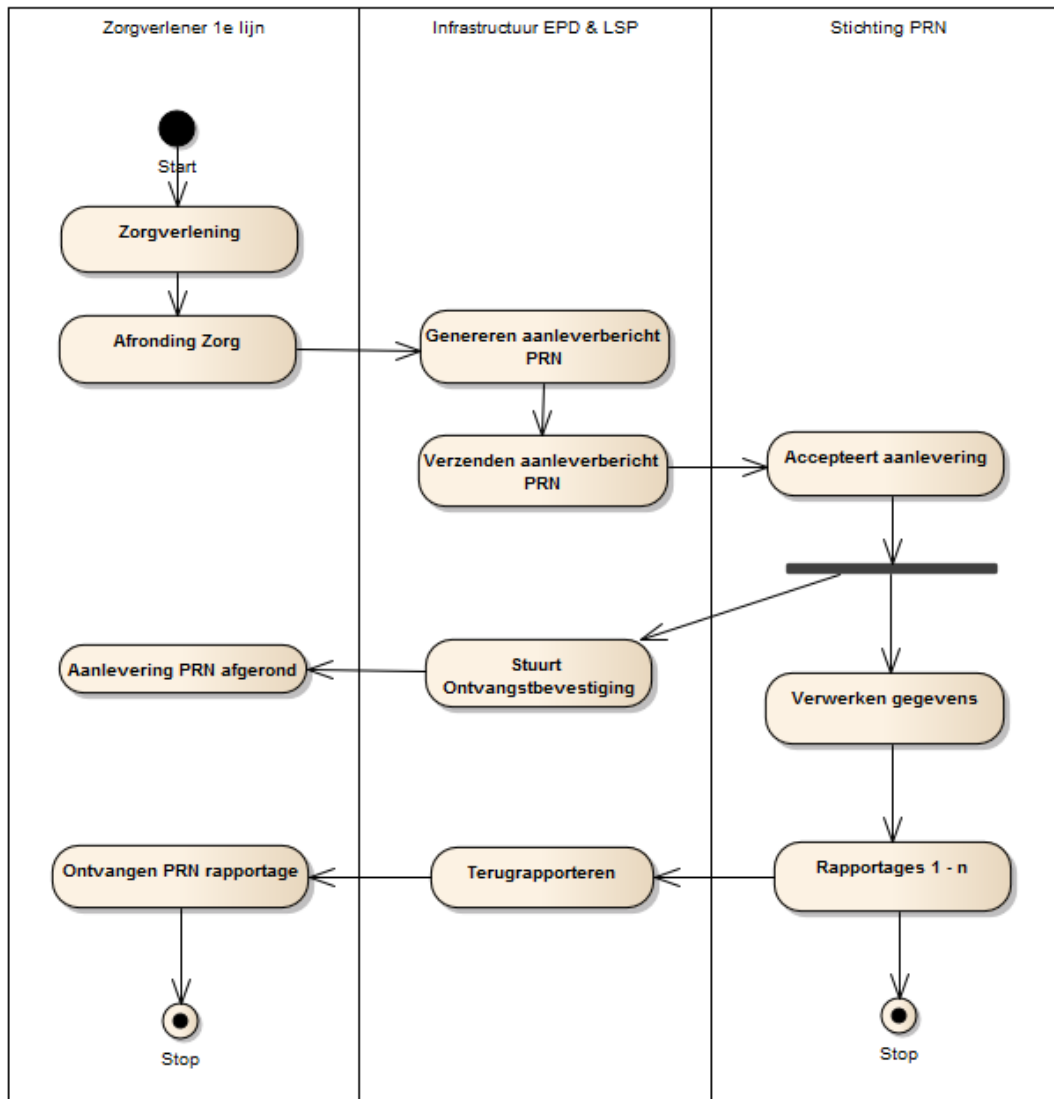 Zorgverlener 1e lijn
Infrastructuur EPD & LSP
Stichting PRN
Start
Zorgverlening
Afronding Zorg
Genereren aanleverbericht
PRN
Verzenden aanleverbericht
PRN
Accepteert aanlevering
Aanlevering PRN afgerond
Stuurt
Ontvangstbevestiging
Verwerken gegevens
Ontvangen PRN rapportage
Terugrapporteren
Rapportages 1 - n
Stop
Stop